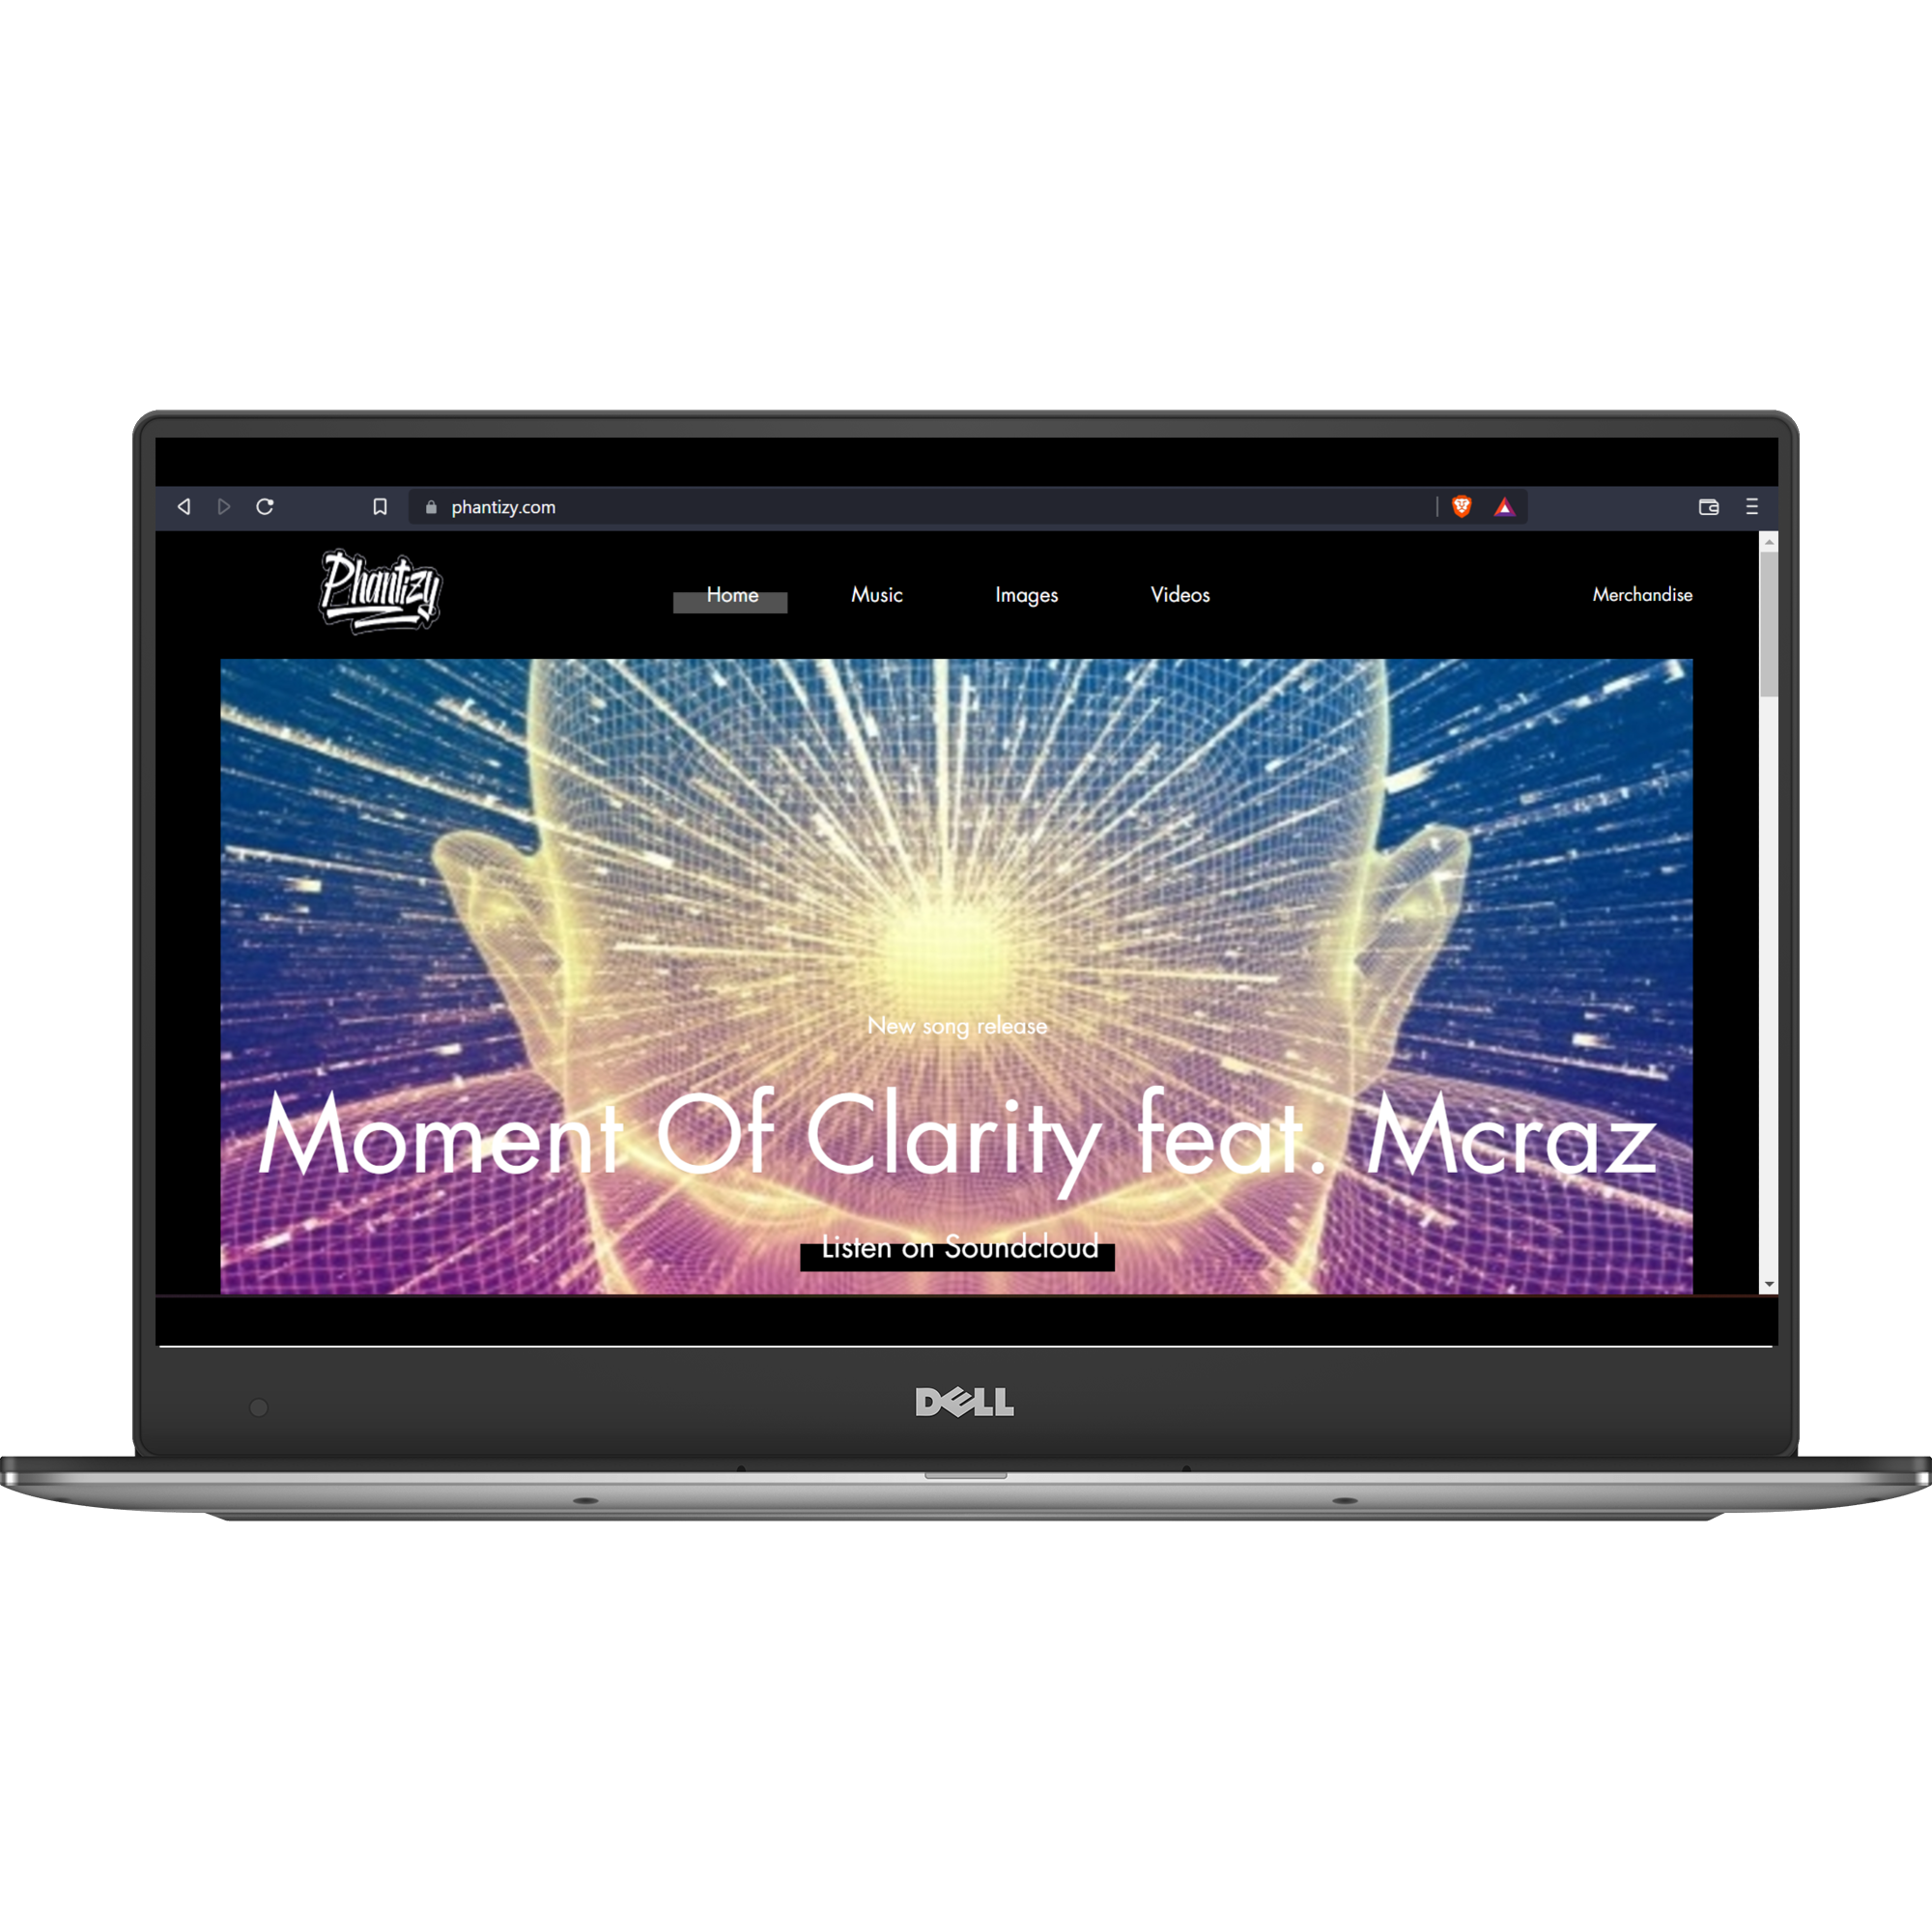 phantizy.com
Phantizy
Home Music Images Videos Merchandise
New song release
Moment Of Clarity feat. Mcraz
Listen on Soundcloud
DELL